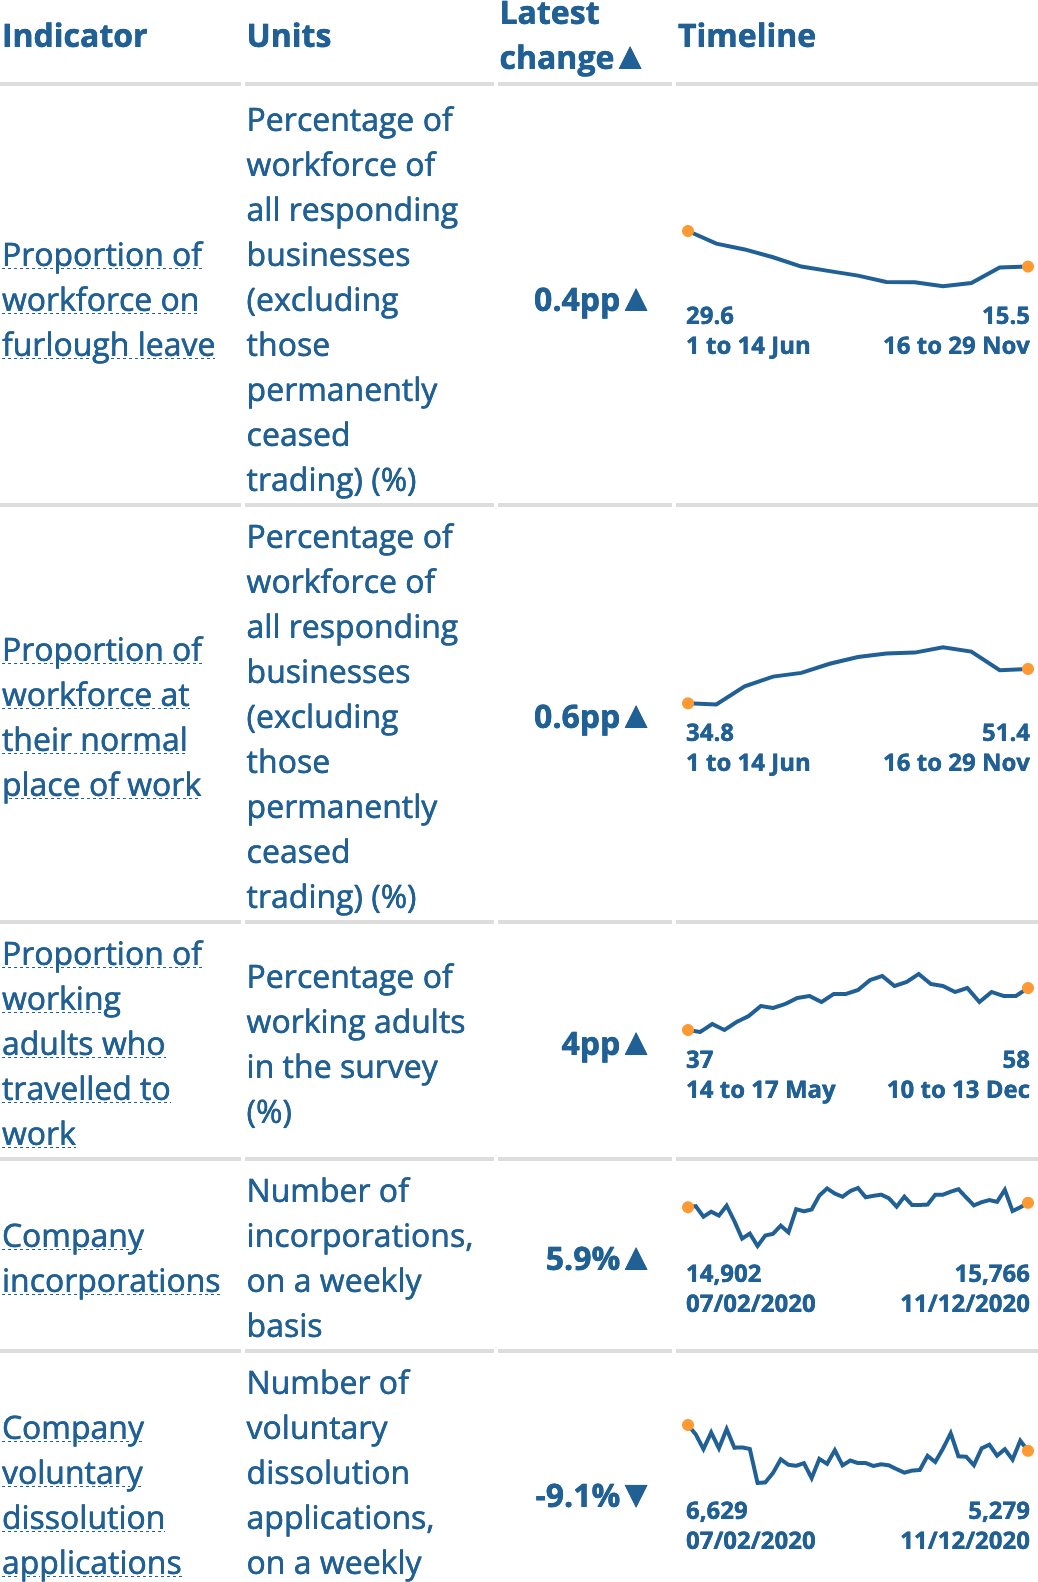 Indicator
Units
Latest
change▲
Timeline
Proportion of
workforce on
furlough leave
Percentage of
workforce of
all responding
businesses
(excluding
those
permanently
ceased
trading) (%)
0.4pp▲
29.6
15.5
1 to 14 Jun
16 to 29 Nov
Proportion of
workforce at
their normal
place of work
Percentage of
workforce of
all responding
businesses
(excluding
those
permanently
ceased
trading) (%)
0.6pp▲
34.8
51.4
1 to 14 Jun
16 to 29 Nov
Proportion of
working
adults who
travelled to
work
Percentage of
working adults
in the survey
(%)
4pp▲
37
58
14 to 17 May
10 to 13 Dec
Company
incorporations
Number of
incorporations,
on a weekly
basis
5.9%▲
14,902
15,766
07/02/2020
11/12/2020
Company
voluntary
dissolution
applications
Number of
voluntary
dissolution
applications,
on a weekly
-9.1%▼
6,629
5,279
07/02/2020
11/12/2020